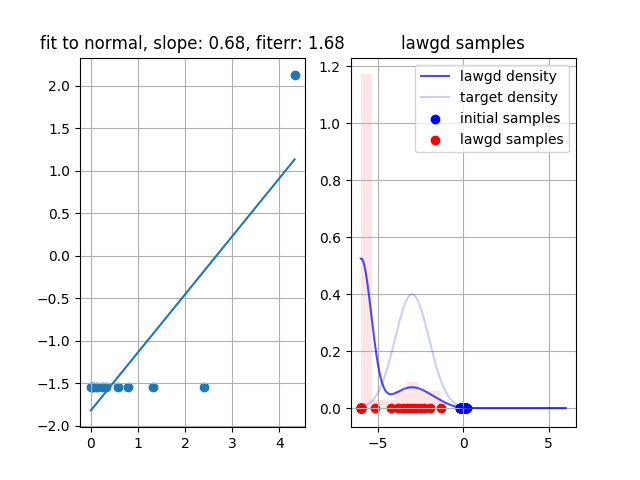 fit to normal, slope: 0.68, fiterr: 1.68
2.0
1.5
1.0
0.5
0.0
−0.5
−1.0
−1.5
−2.0
0 1 2 3 4
lawgd samples
lawgd density
target density
initial samples
lawgd samples
1.2
1.0
0.8
0.6
0.4
0.2
0.0
−5 0 5